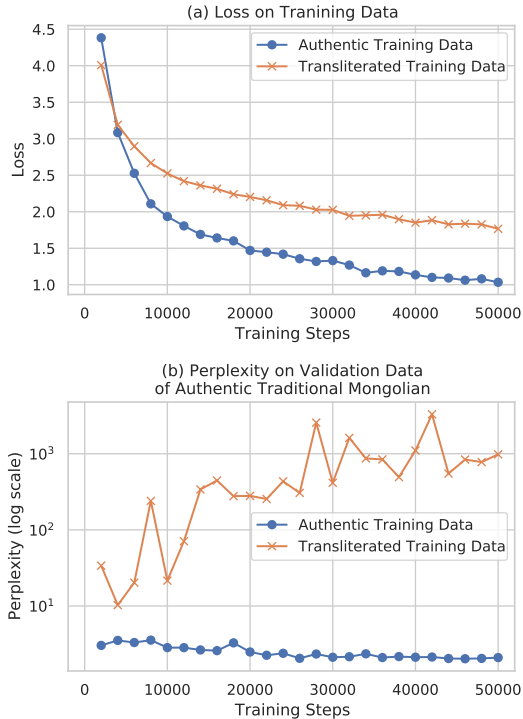 (a) Loss on Tranining Data
4.5
4.0
3.5
3.0
2.5
2.0
1.5
1.0
Loss
Authentic Training Data
Transliterated Training Data
0 10000 20000 30000 40000 50000
Training Steps
(b) Perplexity on Validation Data
of Authentic Traditional Mongolian
10³
10²
10¹
Perplexity (log scale)
Authentic Training Data
Transliterated Training Data
0 10000 20000 30000 40000 50000
Training Steps